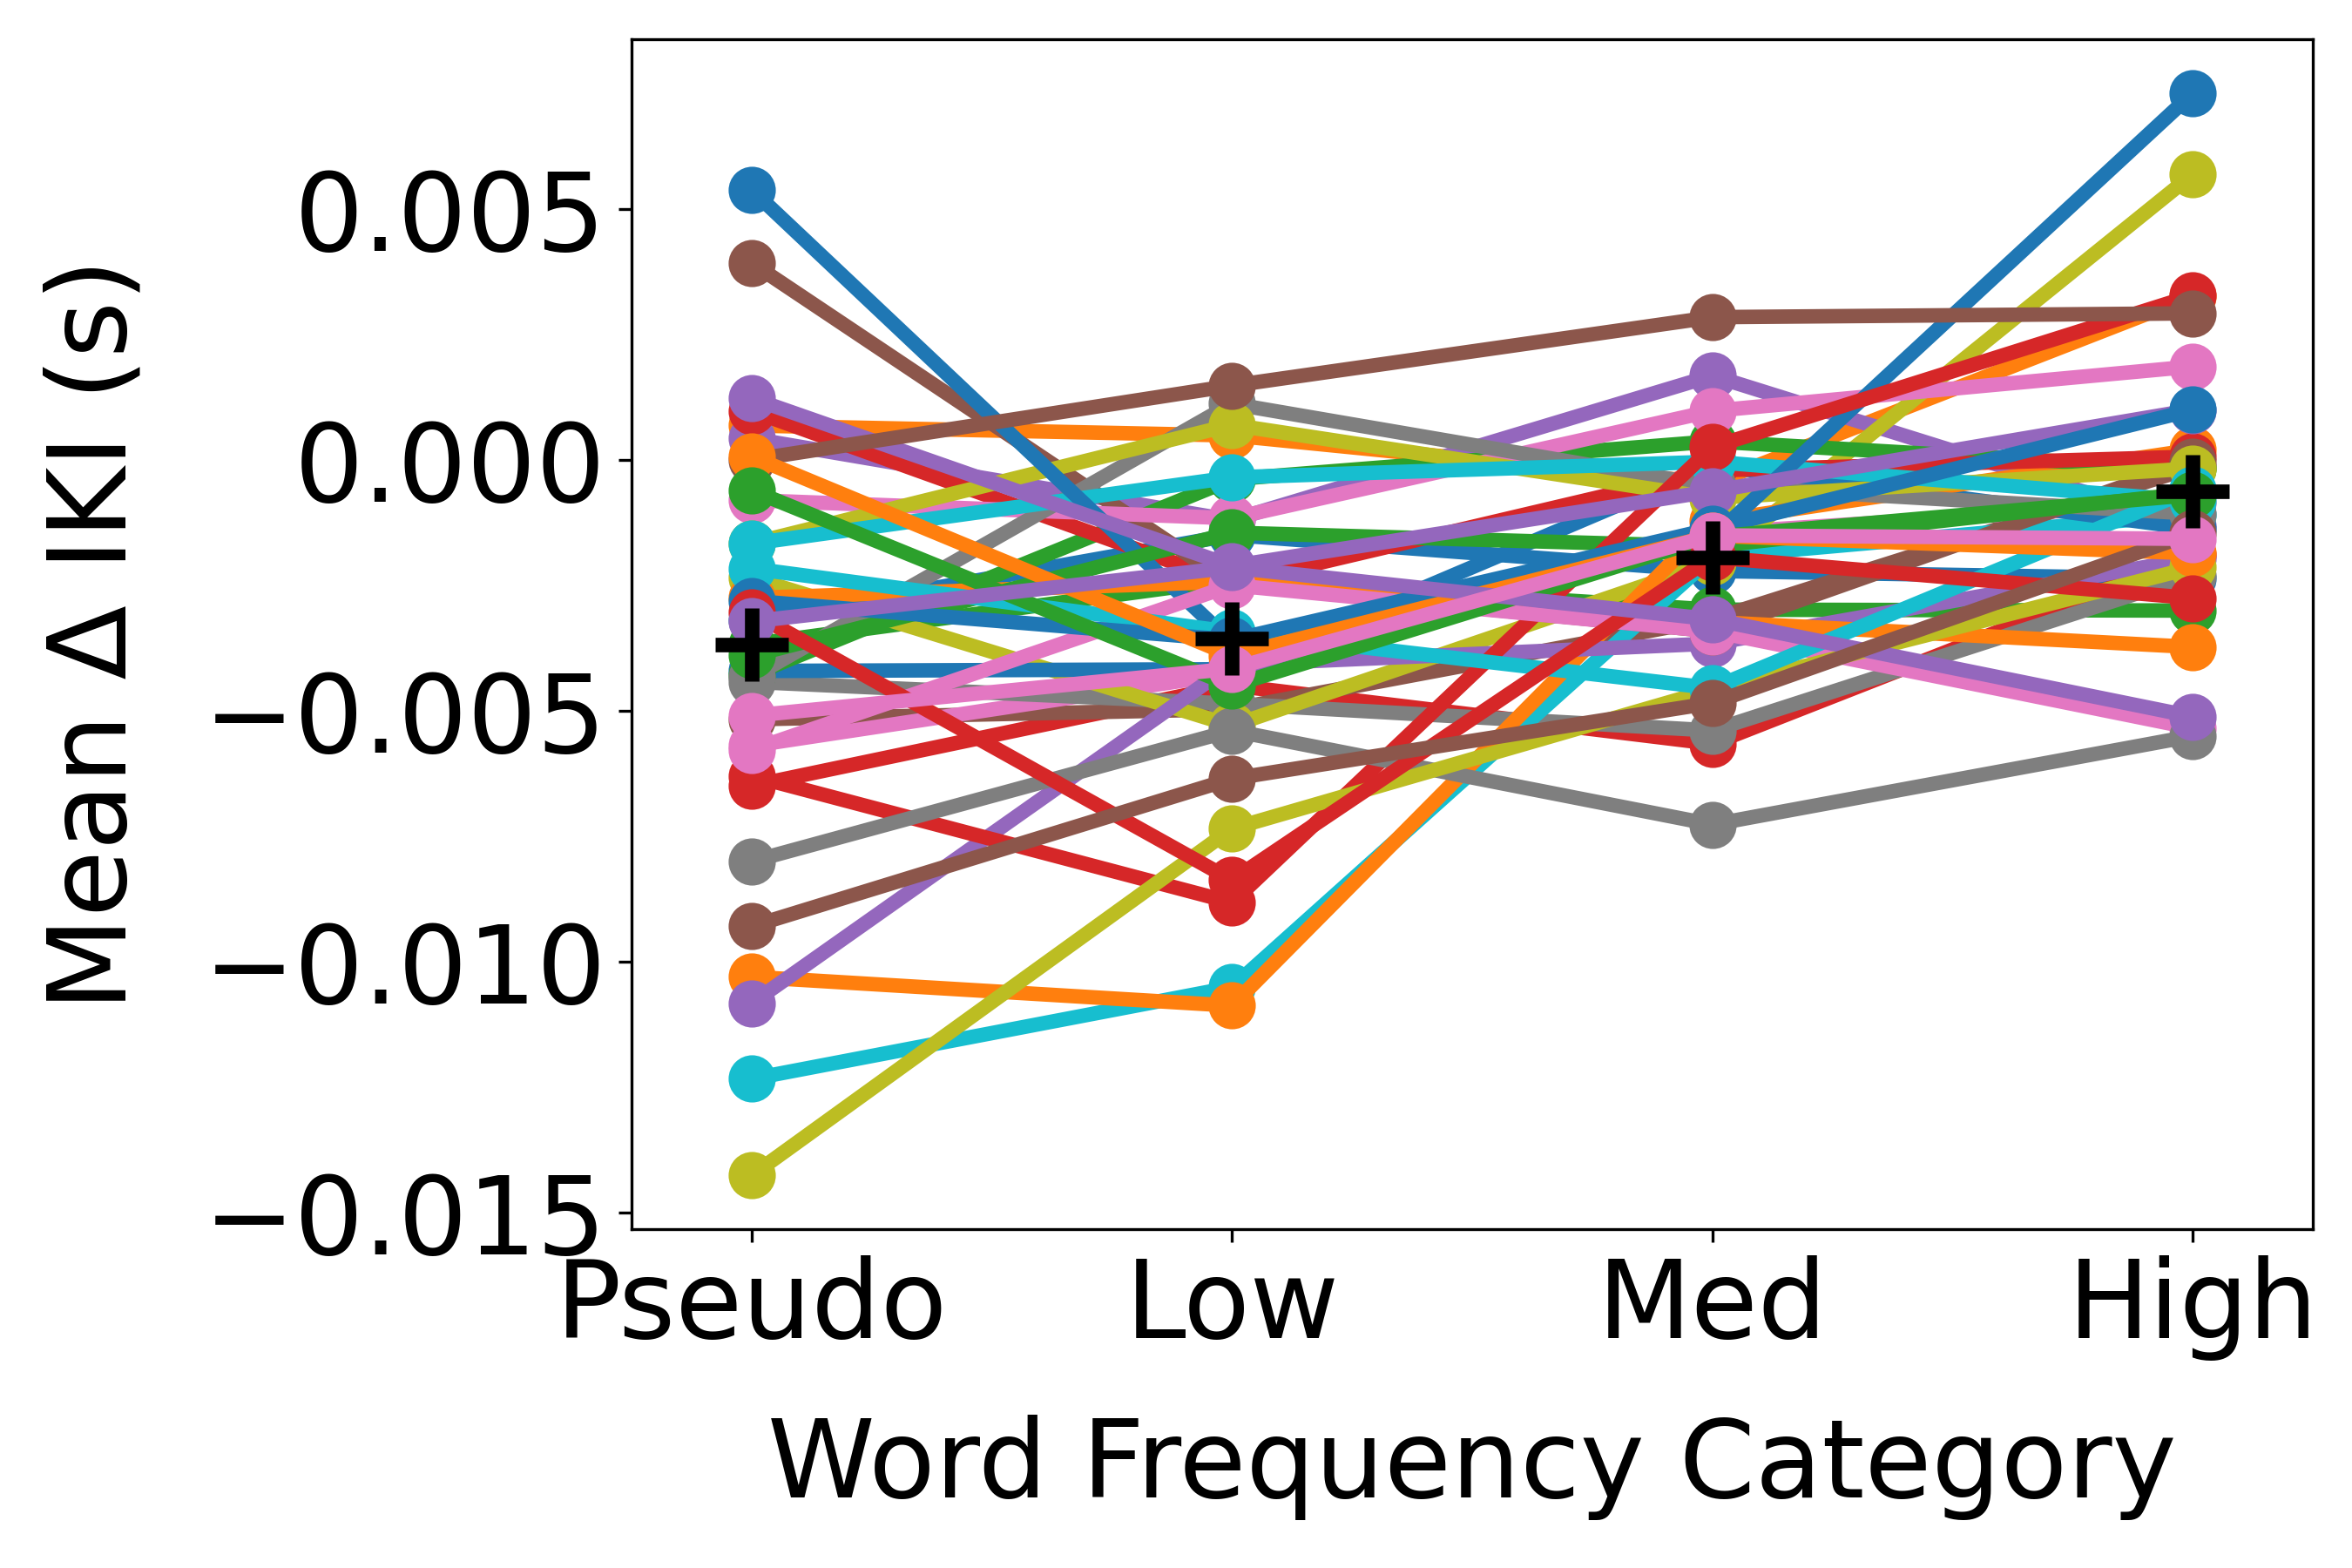 Mean Δ IKI (s)
0.005
0.000
−0.005
−0.010
−0.015
Pseudo Low Med High
Word Frequency Category